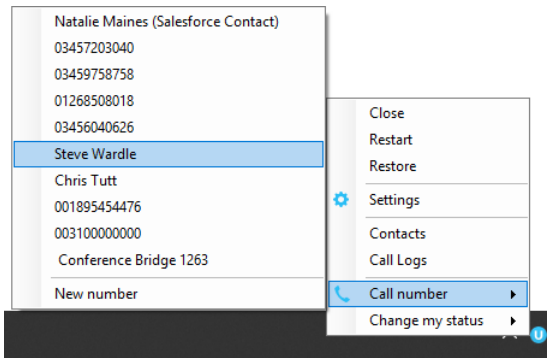 Natalie Maines (Salesforce Contact)
03457203040
03459758758
01268508018
03456040626
Steve Wardle
Chris Tutt
001895454476
003100000000
Conference Bridge 1263
New number
Close
Restart
Restore
Settings
Contacts
Call Logs
Call number
Change my status
U